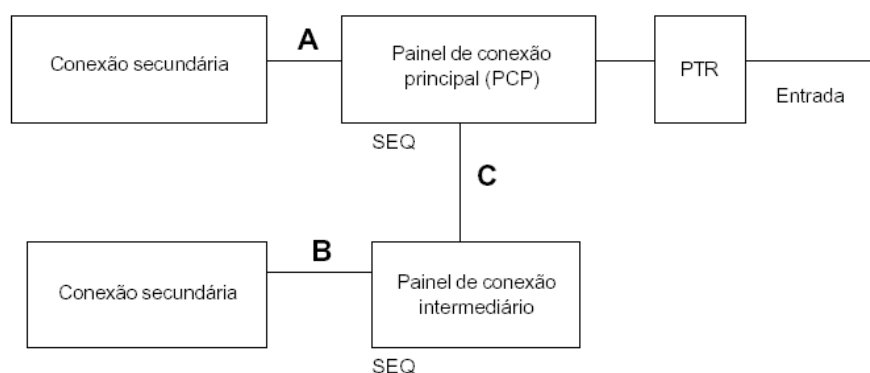 Conexão secundária
A
Painel de conexão
principal (PCP)
PTR
Entrada
SEQ
C
Conexão secundária
B
Painel de conexão
intermediário
SEQ